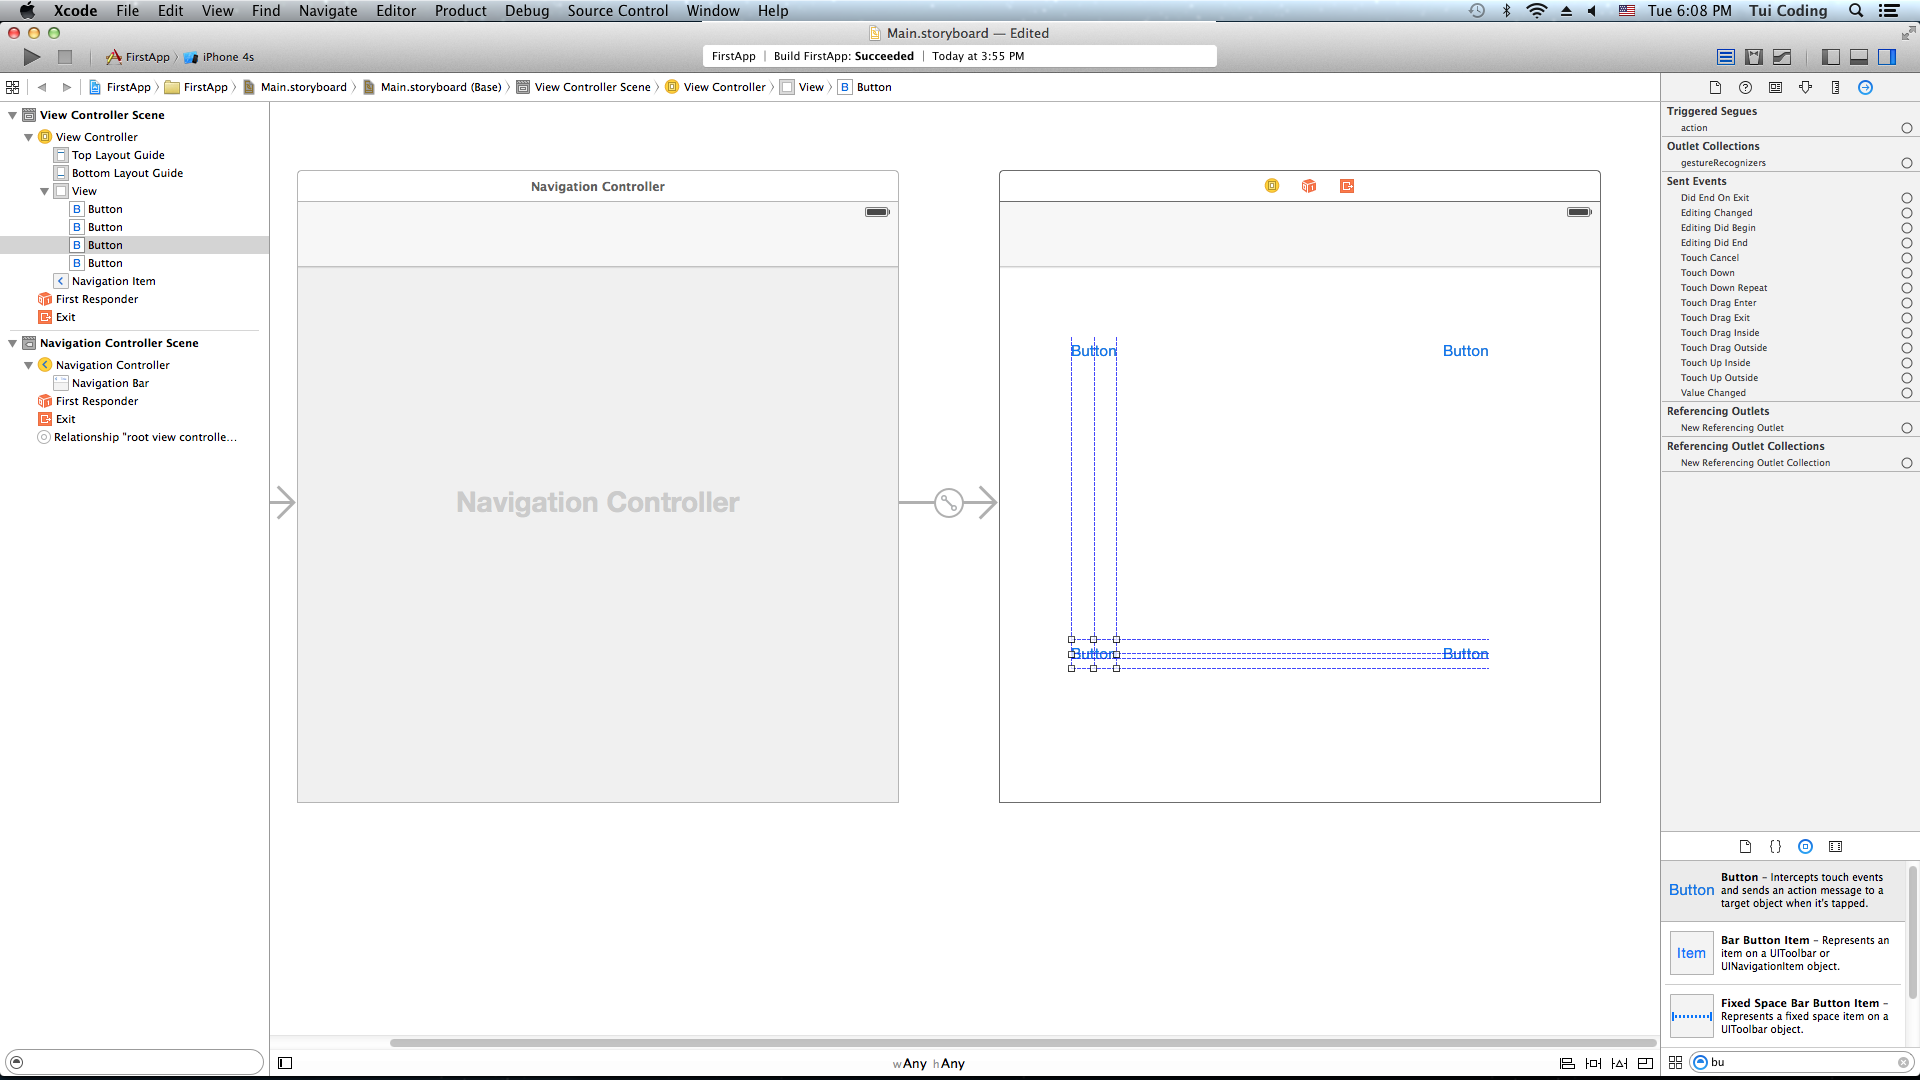 Xcode File Edit View Find Navigate Editor Product Debug Source Control Window Help Tue 6:08 PM Tui Coding
Main.storyboard — Edited
FirstApp iPhone 4s
FirstApp | Build FirstApp: Succeeded | Today at 3:55 PM
FirstApp FirstApp Main.storyboard Main.storyboard (Base) View Controller Scene View Controller View B Button
View Controller Scene
View Controller
Top Layout Guide
Bottom Layout Guide
View
B Button
B Button
B Button
B Button
Navigation Item
First Responder
Exit
Navigation Controller Scene
Navigation Controller
Navigation Bar
First Responder
Exit
Relationship "root view controlle...
Navigation Controller
Navigation Controller
Button Button
Button Button
wAny hAny
Triggered Segues
action
Outlet Collections
gestureRecognizers
Sent Events
Did End On Exit
Editing Changed
Editing Did Begin
Editing Did End
Touch Cancel
Touch Down
Touch Down Repeat
Touch Drag Enter
Touch Drag Exit
Touch Drag Inside
Touch Drag Outside
Touch Up Inside
Touch Up Outside
Value Changed
Referencing Outlets
New Referencing Outlet
Referencing Outlet Collections
New Referencing Outlet Collection
{}
Button
Button – Intercepts touch events
and sends an action message to a
target object when it's tapped.
Item
Bar Button Item – Represents an
item on a UIToolbar or
UINavigationItem object.
Fixed Space Bar Button Item –
Represents a fixed space item on a
UIToolbar object.
bu